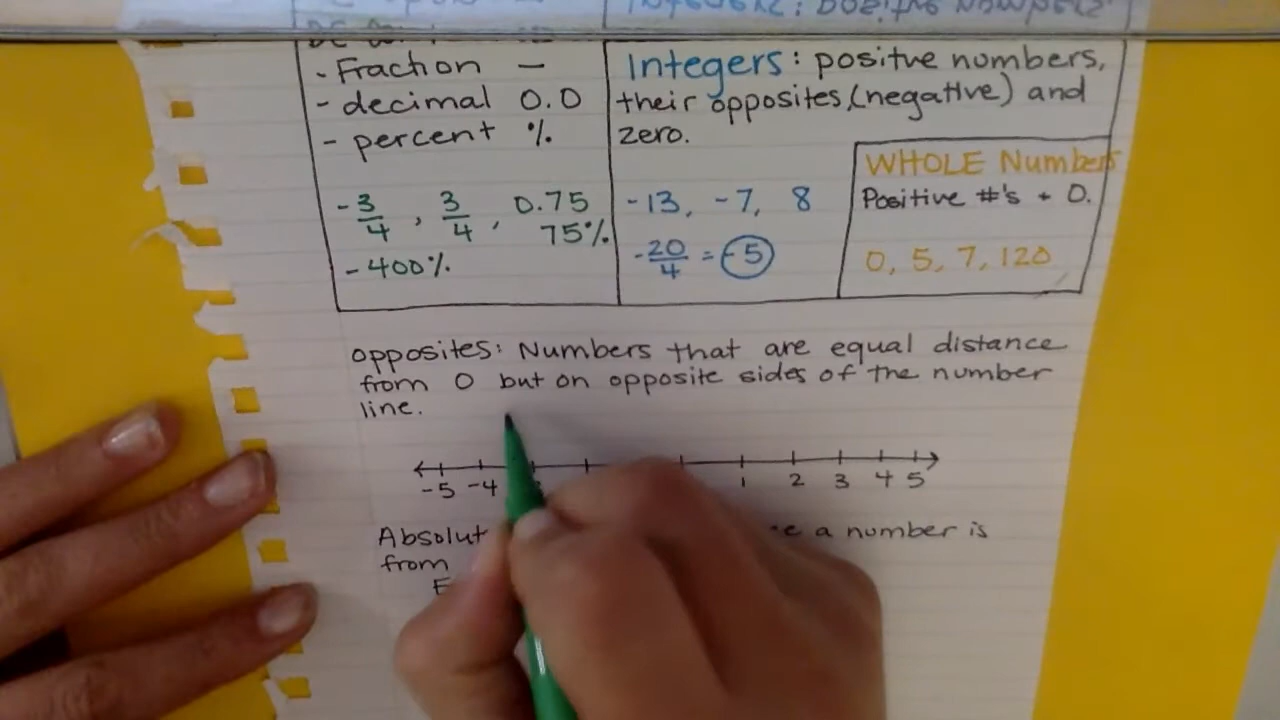 - Fraction —
- decimal 0.0
- percent %
-3/4, 3/4, 0.75
75%
-400%
Integers: positve numbers,
their opposites, (negative) and
zero.
-13, -7, 8
-20/4 = -5
WHOLE Numbers
Positive #'s + 0.
0, 5, 7, 120
opposites: Numbers that are equal distance
from 0 but on opposite sides of the number
line.
-5 -4 1 2 3 4 5
a number is
from